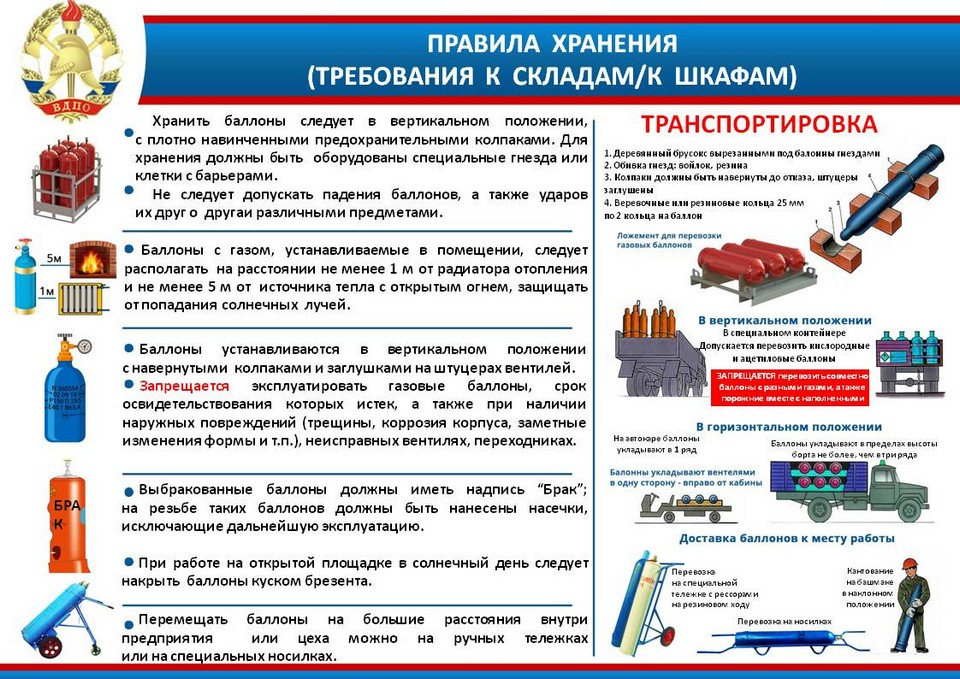 ПРАВИЛА ХРАНЕНИЯ
(ТРЕБОВАНИЯ К СКЛАДАМ/К ШКАФАМ)
ВДПО
Хранить баллоны следует в вертикальном положении,
с плотно навинченными предохранительными колпаками. Для
хранения должны быть оборудованы специальные гнезда или
клетки с барьерами.
Не следует допускать падения баллонов, а также ударов
их друг о другаи различными предметами.
5м
1м
Баллоны с газом, устанавливаемые в помещении, следует
располагать на расстоянии не менее 1 м от радиатора отопления
и не менее 5 м от источника тепла с открытым огнем, защищать
от попадания солнечных лучей.
Баллоны устанавливаются в вертикальном положении
с навернутыми колпаками и заглушками на штуцерах вентилей.
Запрещается эксплуатировать газовые баллоны, срок
освидетельствования которых истек, а также при наличии
наружных повреждений (трещины, коррозия корпуса, заметные
изменения формы и т.п.), неисправных вентилях, переходниках.
БРА
К
Выбракованные баллоны должны иметь надпись “Брак”;
на резьбе таких баллонов должны быть нанесены насечки,
исключающие дальнейшую эксплуатацию.
При работе на открытой площадке в солнечный день следует
накрыть баллоны куском брезента.
Перемещать баллоны на большие расстояния внутри
предприятия или цеха можно на ручных тележках
или на специальных носилках.
ТРАНСПОРТИРОВКА
1. Деревянный брусокс вырезанными под балонны гнездами
2. Обивка гнезд: войлок, резина
3. Колпаки должны быть навернуты до отказа, штуцеры
заглушены
4. Веревочные или резиновые кольца 25 мм
по 2 кольца на баллон
1
2
3
4
Ложемент для перевозки
газовых баллонов
В вертикальном положении
В специальном контейнере
Допускается перевозить кислородные
и ацетиловые баллоны
ЗАПРЕЩАЕТСЯ перевозить совместно
баллоны с разными газами, а также
порожние вместе с наполненными
В горизонтальном положении
На автокаре баллоны
укладывают в 1 ряд
Баллоны укладывают в пределах высоты
борта не более, чем в три ряда
Балоны укладывают вентелями
в одну сторону - вправо от кабины
Доставка баллонов к месту работы
Перевозка
на специальной
тележке с рессорами
на резиновом ходу
Кантование
на башмаке
в наклонном
положении
Перевозка на носилках